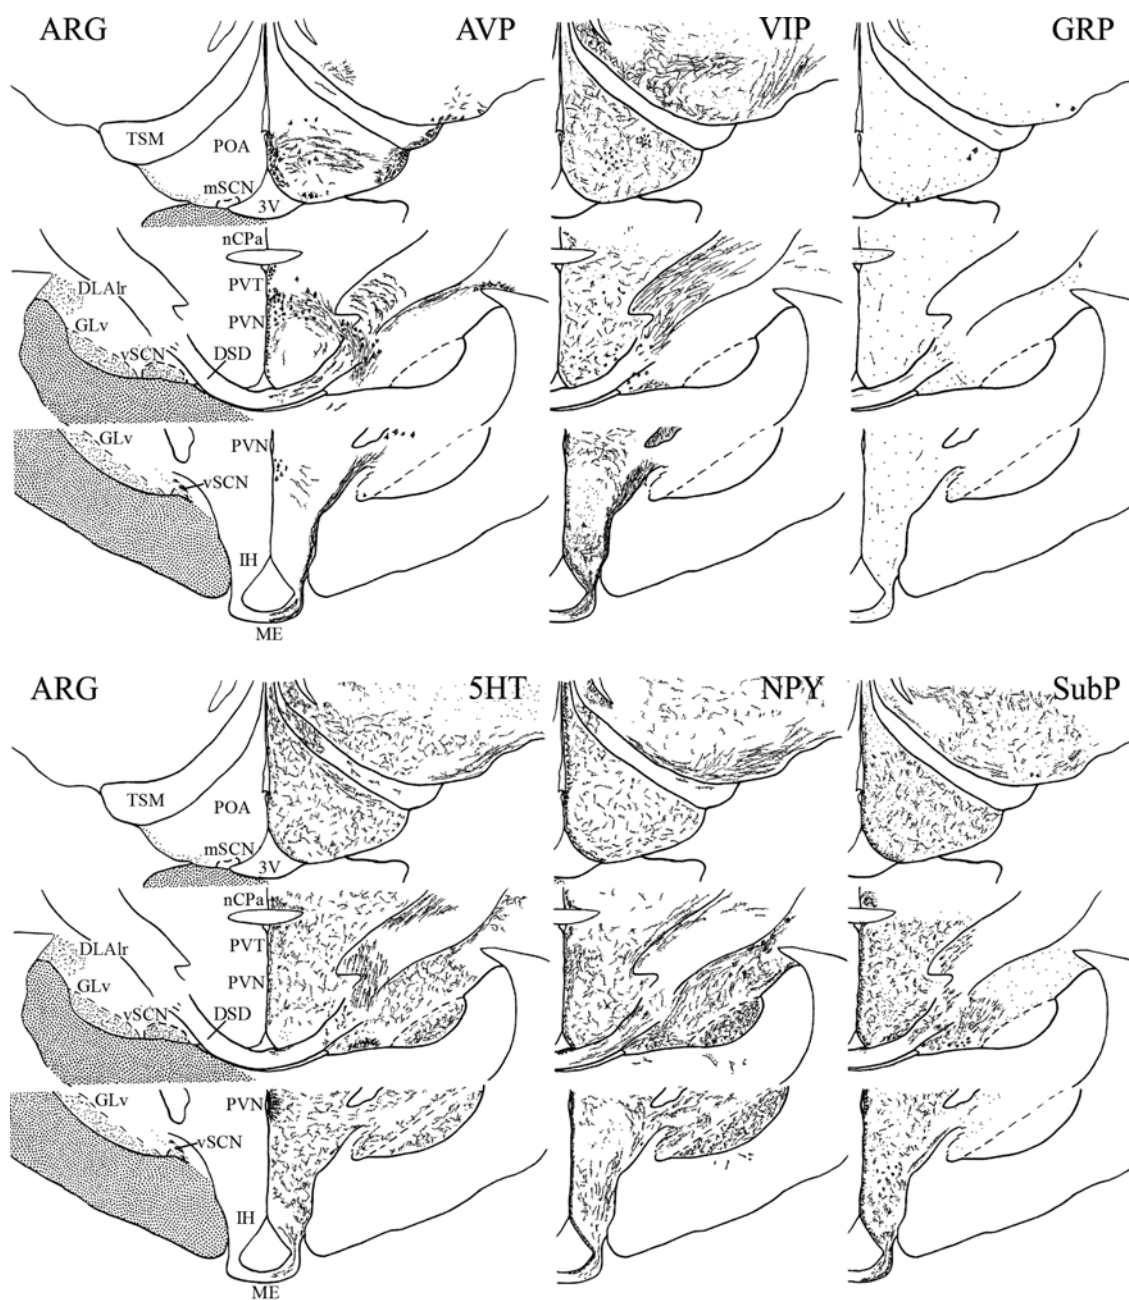 ARG AVP VIP GRP
TSM
POA
mSCN
3V
nCPa
DLAlr
PVT
GLv
PVN
vSCN
DSD
GLv
PVN
vSCN
IH
ME
ARG 5HT NPY SubP
TSM
POA
mSCN
3V
nCPa
DLAlr
PVT
GLv
PVN
vSCN
DSD
GLv
PVN
vSCN
IH
ME